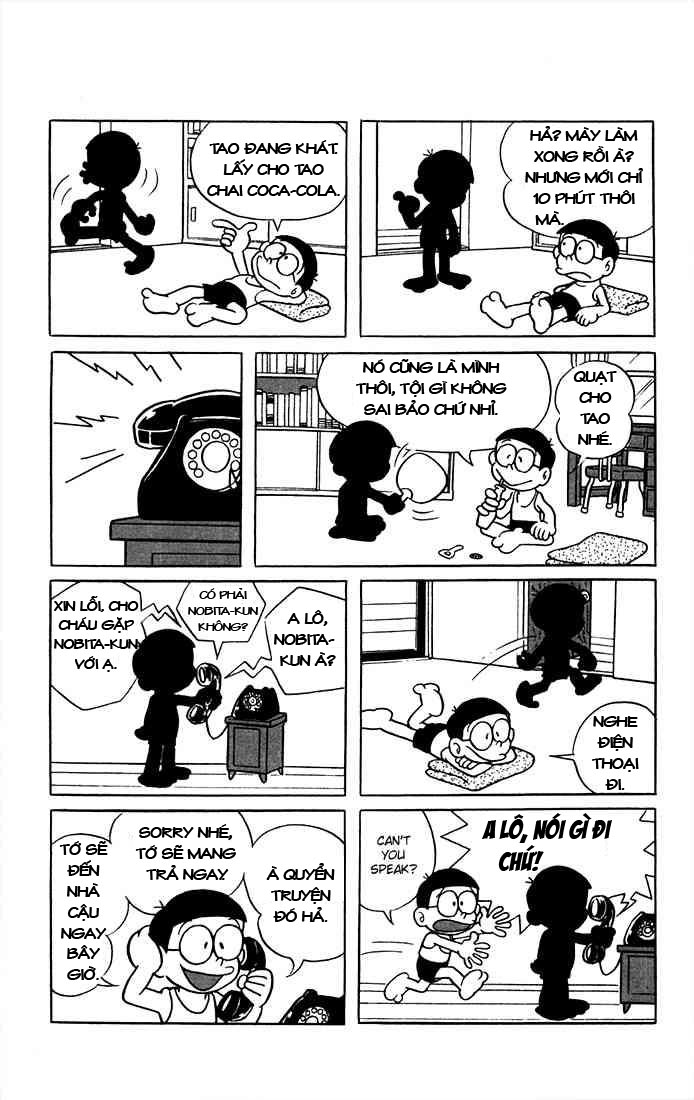 HẢ? MÀY LÀM
XONG RỒI À?
NHƯNG MỚI CHỈ
10 PHÚT THÔI
MÀ.
TAO ĐANG KHÁT.
LẤY CHO TAO
CHAI COCA-COLA.
QUẠT
CHO
TAO
NHÉ.
NÓ CŨNG LÀ MÌNH
THÔI, TỘI GÌ KHÔNG
SAI BẢO CHỨ NHỈ.
NGHE
ĐIỆN
THOẠI
ĐI.
A LÔ,
NOBITA-
KUN À?
CÓ PHẢI
NOBITA-KUN
KHÔNG?
XIN LỖI, CHO
CHÁU GẶP
NOBITA-KUN
VỚI Ạ.
A LÔ, NÓI GÌ ĐI
CHỨ!
CAN'T
YOU
SPEAK?
À QUYỂN
TRUYỆN
ĐÓ HẢ.
SORRY NHÉ,
TỚ SẼ MANG
TRẢ NGAY
TỚ SẼ
ĐẾN
NHÀ
CẬU
NGAY
BÂY
GIỜ.